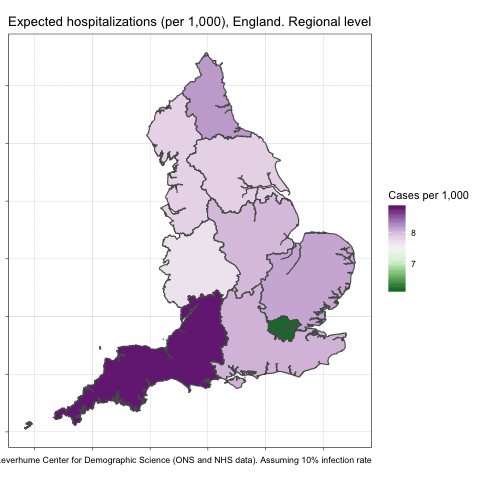 Expected hospitalizations (per 1,000), England. Regional level
Cases per 1,000
8
7
Center for Demographic Science (ONS and NHS data). Assuming 10% infection rate